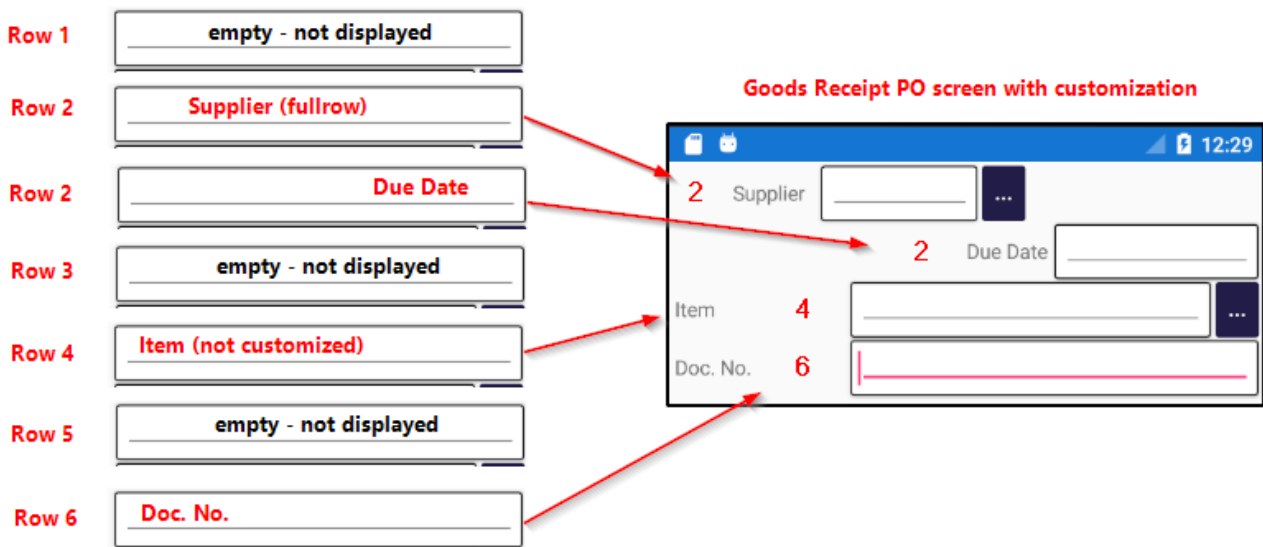 Row 1
empty - not displayed
Row 2
Supplier (fullrow)
Row 2
Due Date
Row 3
empty - not displayed
Row 4
Item (not customized)
Row 5
empty - not displayed
Row 6
Doc. No.
Goods Receipt PO screen with customization
12:29
2 Supplier ...
2 Due Date
Item 4 ...
Doc. No. 6